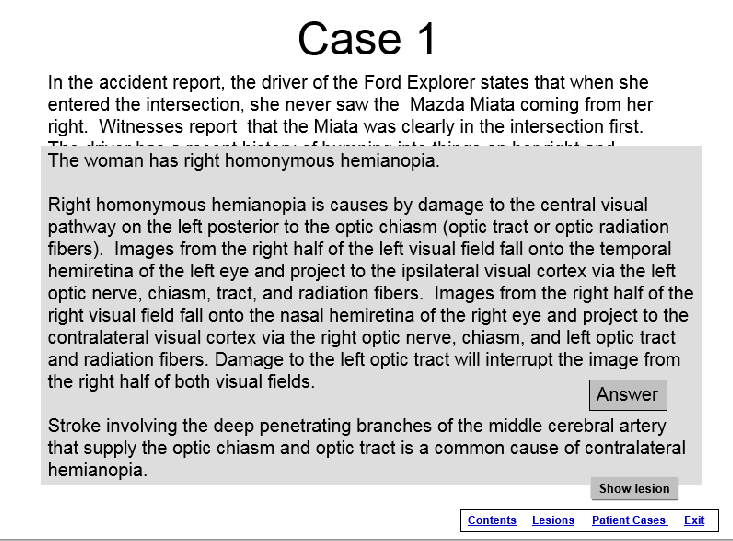 Case 1
In the accident report, the driver of the Ford Explorer states that when she
entered the intersection, she never saw the Mazda Miata coming from her
right. Witnesses report that the Miata was clearly in the intersection first.
The woman has right homonymous hemianopia.
Right homonymous hemianopia is causes by damage to the central visual
pathway on the left posterior to the optic chiasm (optic tract or optic radiation
fibers). Images from the right half of the left visual field fall onto the temporal
hemiretina of the left eye and project to the ipsilateral visual cortex via the left
optic nerve, chiasm, tract, and radiation fibers. Images from the right half of the
right visual field fall onto the nasal hemiretina of the right eye and project to the
contralateral visual cortex via the right optic nerve, chiasm, and left optic tract
and radiation fibers. Damage to the left optic tract will interrupt the image from
the right half of both visual fields.
Answer
Stroke involving the deep penetrating branches of the middle cerebral artery
that supply the optic chiasm and optic tract is a common cause of contralateral
hemianopia.
Show lesion
Contents Lesions Patient Cases Exit